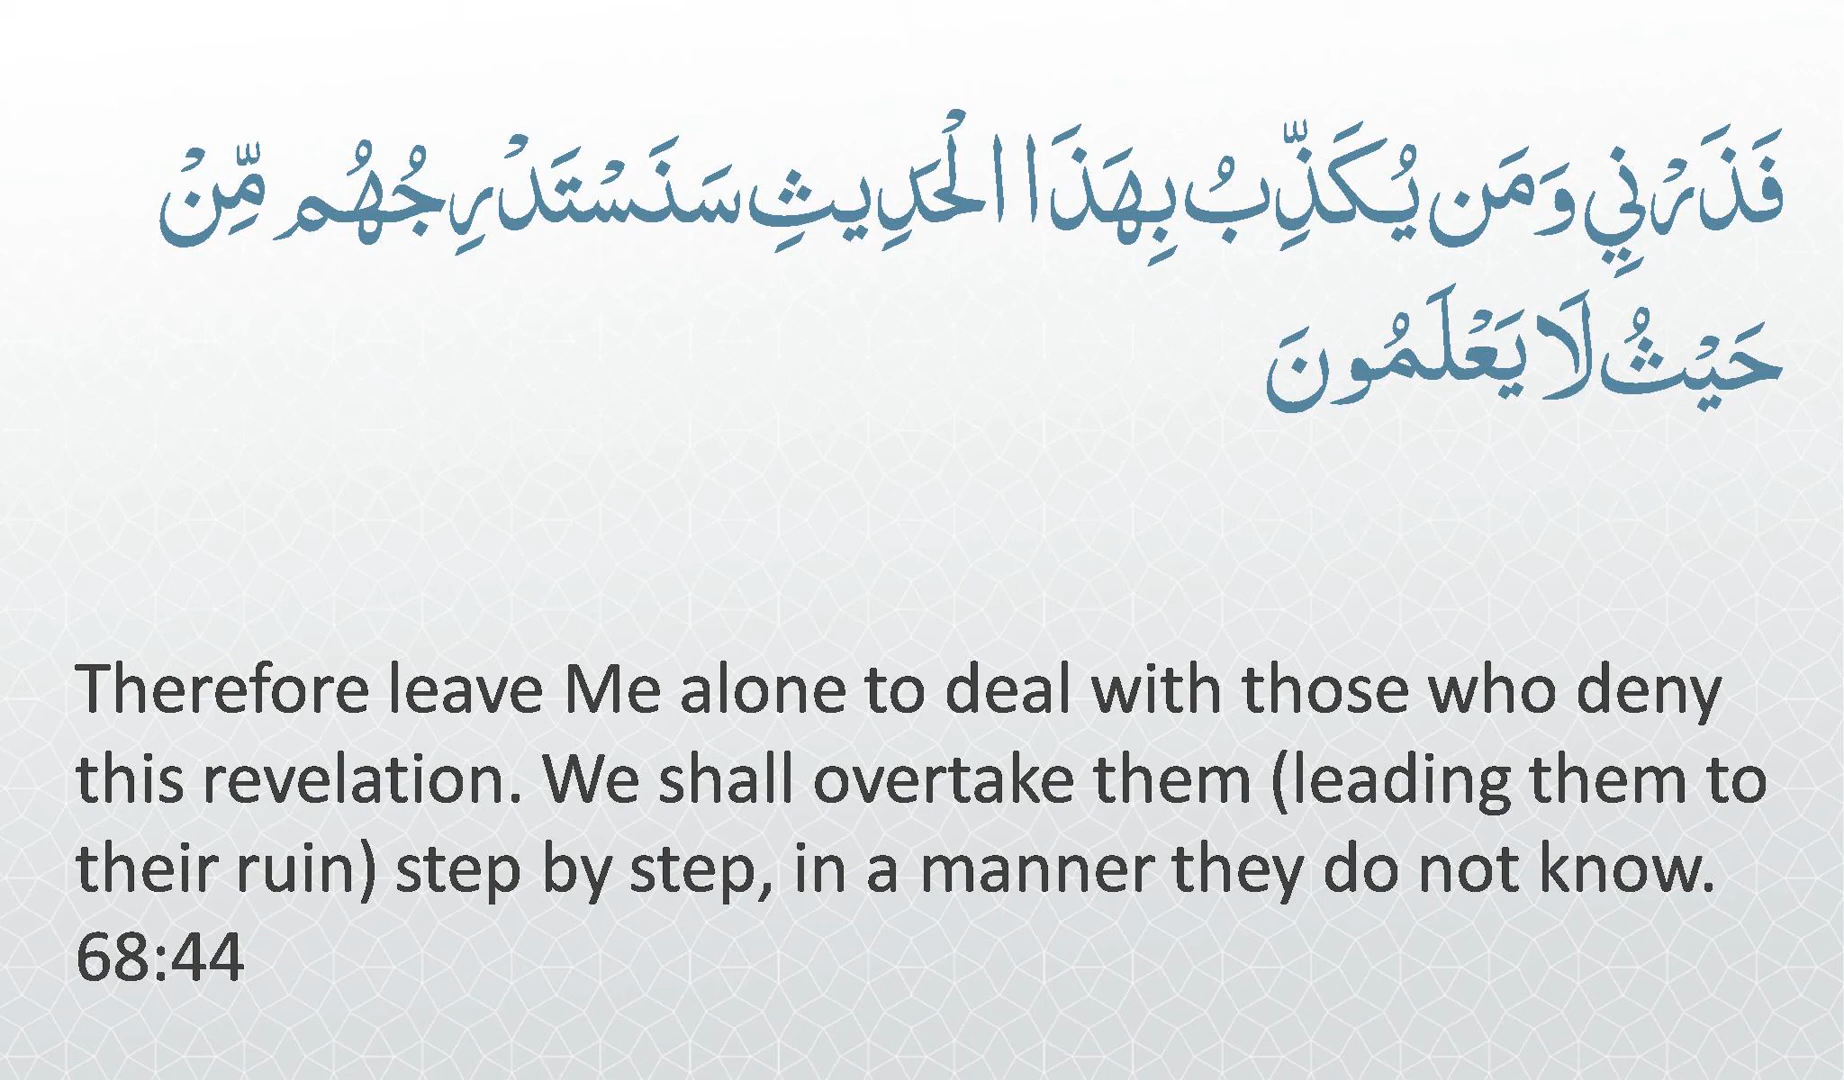 فَذَرْنِي وَمَن يُكَذِّبُ بِهَذَا الْحَدِيثِ سَنَسْتَدْرِجُهُم مِّنْ
حَيْثُ لَا يَعْلَمُونَ
Therefore leave Me alone to deal with those who deny
this revelation. We shall overtake them (leading them to
their ruin) step by step, in a manner they do not know.
68:44